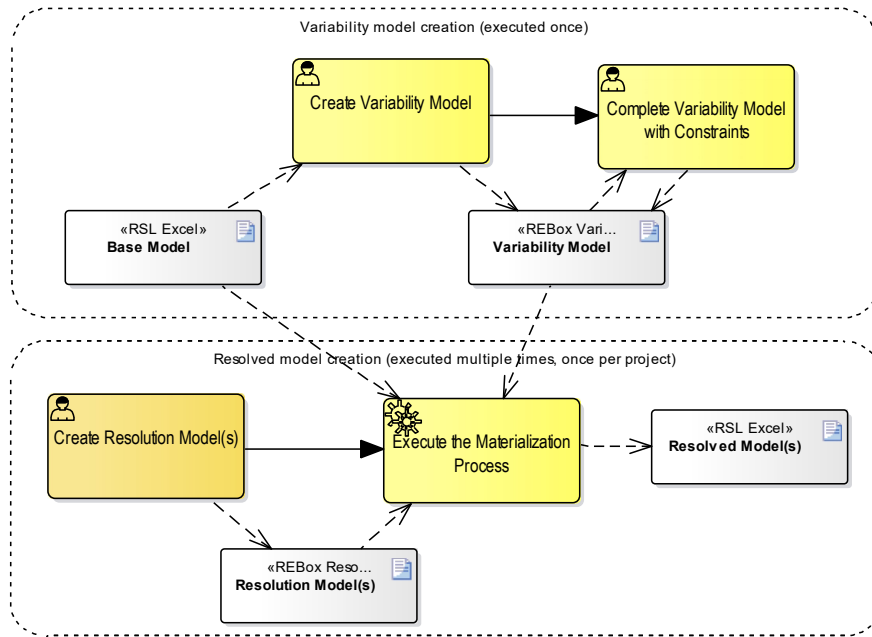 Variability model creation (executed once)
Create Variability Model
Complete Variability Model
with Constraints
«RSL Excel»
Base Model
«REBox Vari...
Variability Model
Resolved model creation (executed multiple times, once per project)
Create Resolution Model(s)
Execute the Materialization
Process
«RSL Excel»
Resolved Model(s)
«REBox Reso...
Resolution Model(s)